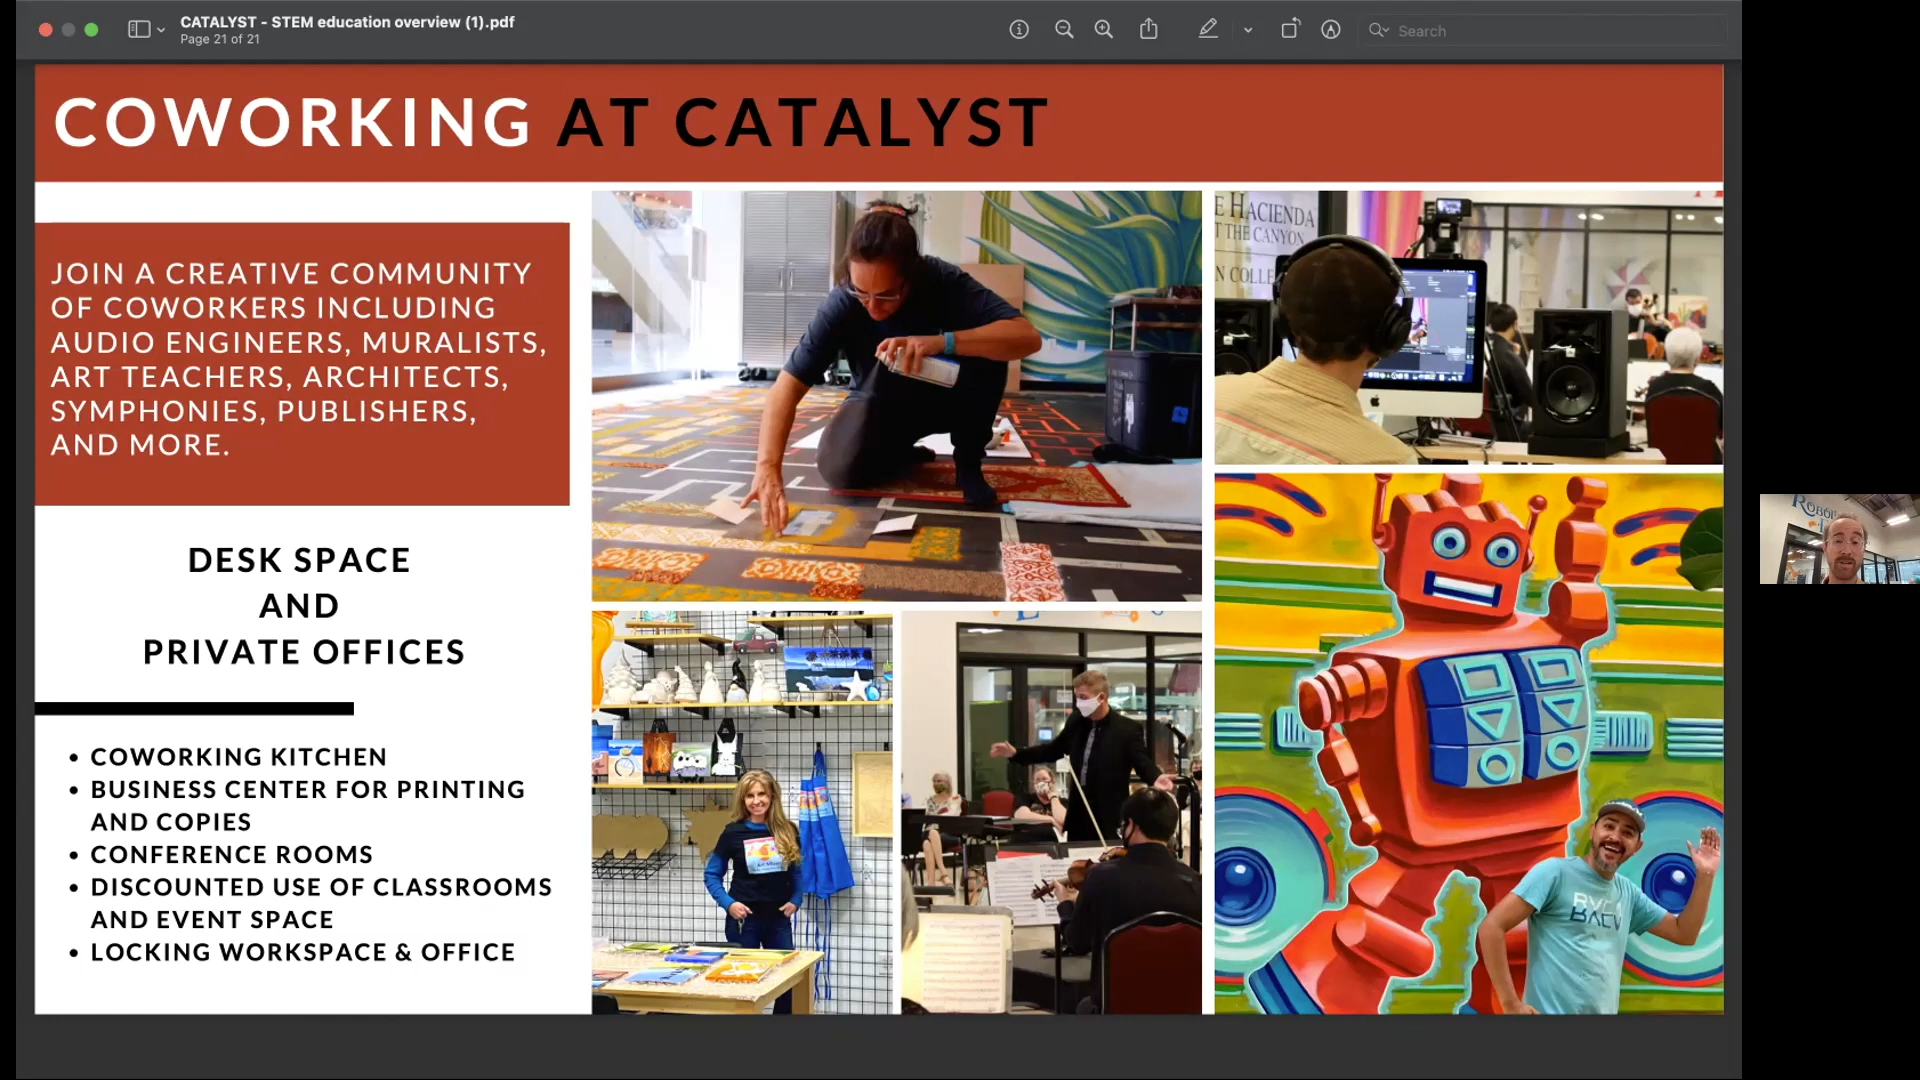 CATALYST - STEM education overview (1).pdf
Page 21 of 21
Search
COWORKING AT CATALYST
JOIN A CREATIVE COMMUNITY
OF COWORKERS INCLUDING
AUDIO ENGINEERS, MURALISTS,
ART TEACHERS, ARCHITECTS,
SYMPHONIES, PUBLISHERS,
AND MORE.
DESK SPACE
AND
PRIVATE OFFICES
• COWORKING KITCHEN
• BUSINESS CENTER FOR PRINTING
AND COPIES
• CONFERENCE ROOMS
• DISCOUNTED USE OF CLASSROOMS
AND EVENT SPACE
• LOCKING WORKSPACE & OFFICE
E HACIENDA
T THE CANYON
N COLLE